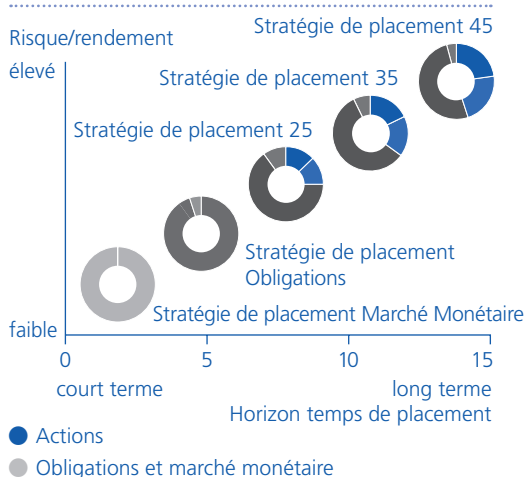 Stratégie de placement 45
Risque/rendement
élevé
Stratégie de placement 35
Stratégie de placement 25
Stratégie de placement
Obligations
Stratégie de placement Marché Monétaire
faible
0 5 10 15
court terme long terme
Horizon temps de placement
Actions
Obligations et marché monétaire